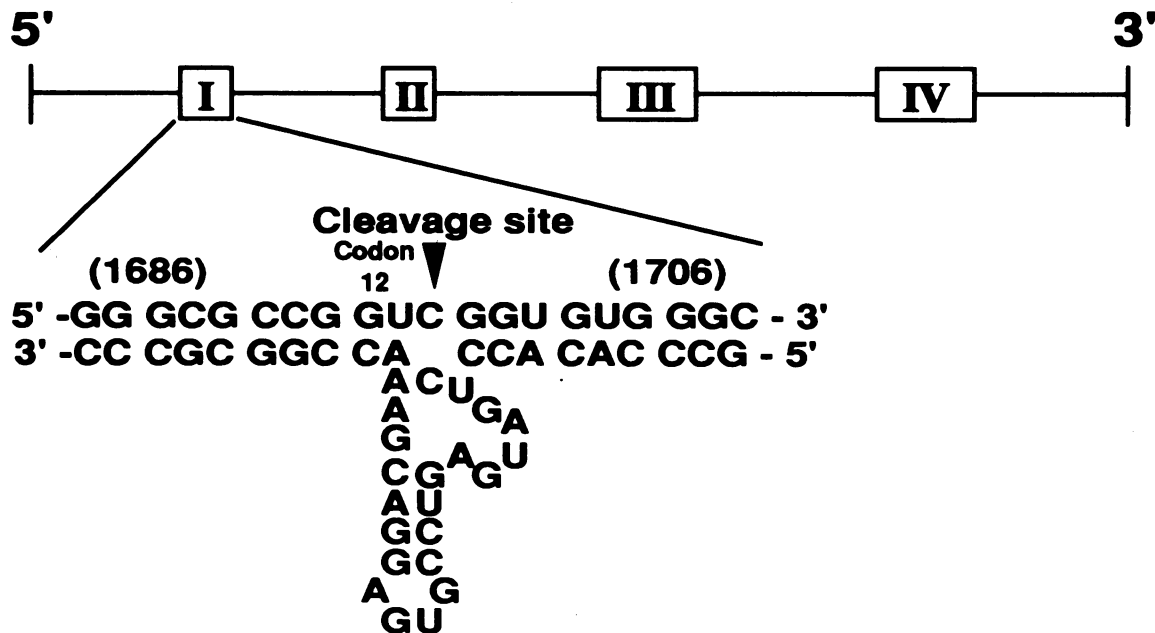 5' 3'
I II III IV
Cleavage site
Codon
(1686) 12 (1706)
5' -GG GCG CCG GUC GGU GUG GGC - 3'
3' -CC CGC GGC CA CCA CAC CCG - 5'
A C U
A G A
G A U
C G G
A U
G C
G C
A G
G U